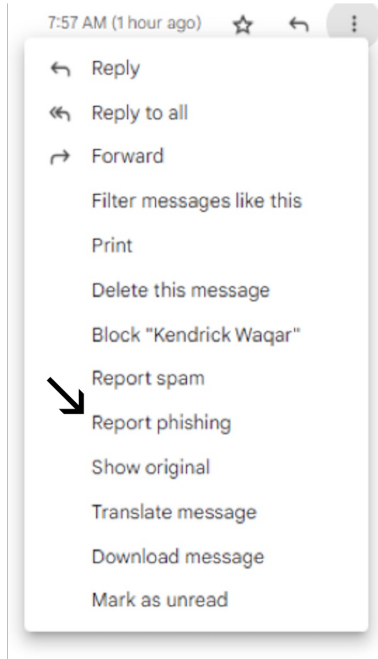 7:57 AM (1 hour ago)
Reply
Reply to all
Forward
Filter messages like this
Print
Delete this message
Block "Kendrick Waqar"
Report spam
Report phishing
Show original
Translate message
Download message
Mark as unread